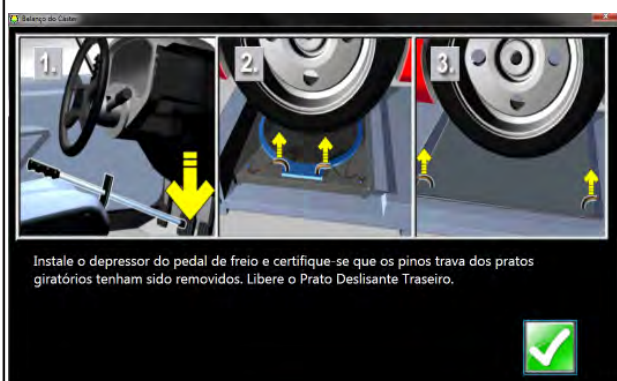 Balanço do Caster
1. 2. 3.
Instale o depressor do pedal de freio e certifique-se que os pinos trava dos pratos
giratórios tenham sido removidos. Libere o Prato Deslisante Traseiro.